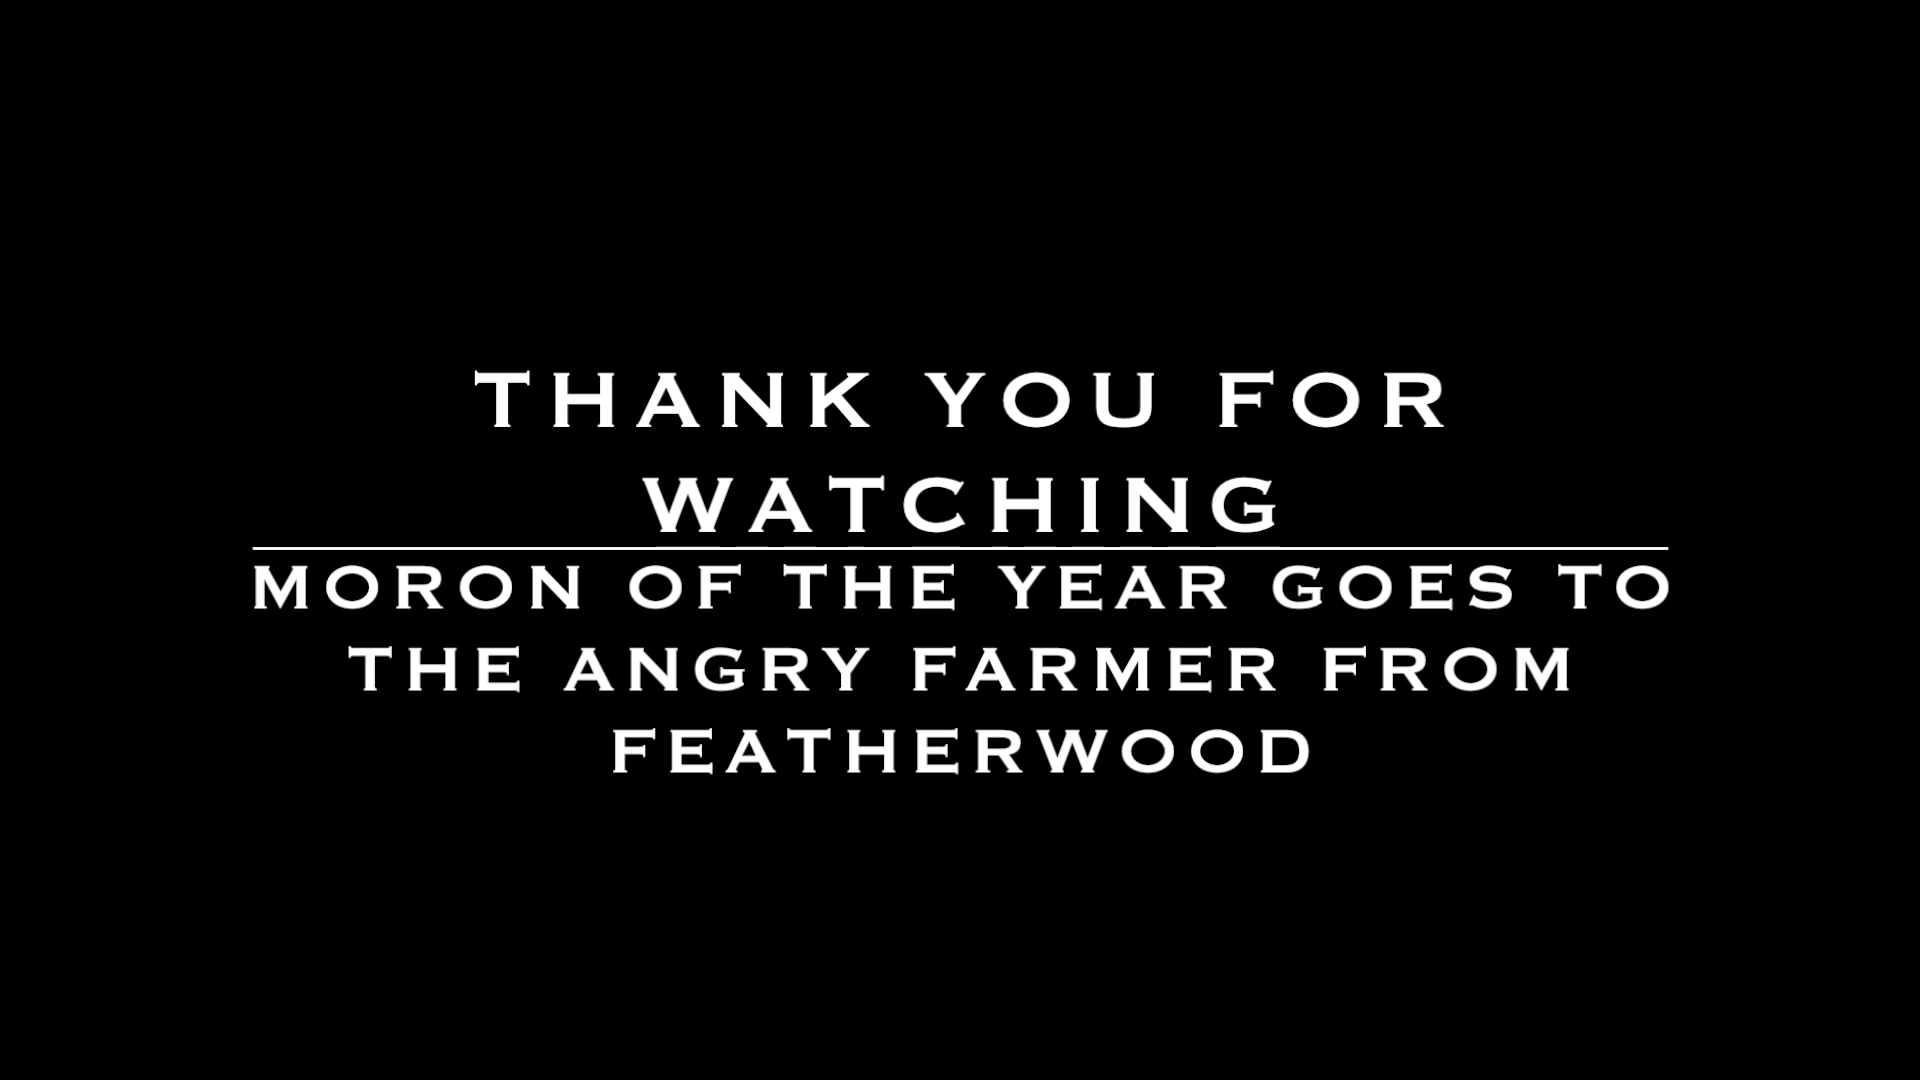 THANK YOU FOR
WATCHING
MORON OF THE YEAR GOES TO
THE ANGRY FARMER FROM
FEATHERWOOD